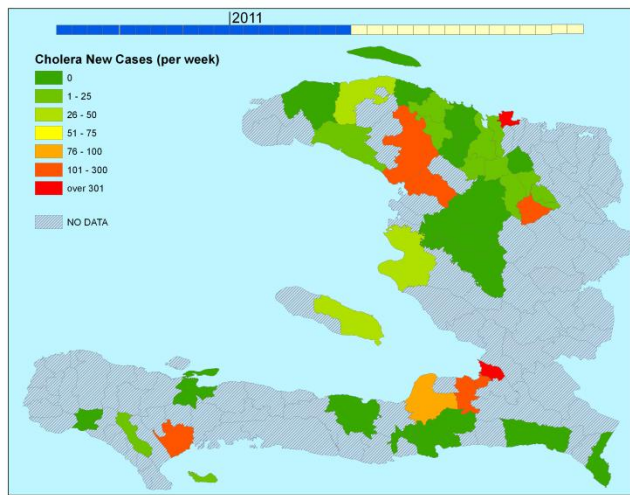 |2011
Cholera New Cases (per week)
0
1 - 25
26 - 50
51 - 75
76 - 100
101 - 300
over 301
NO DATA